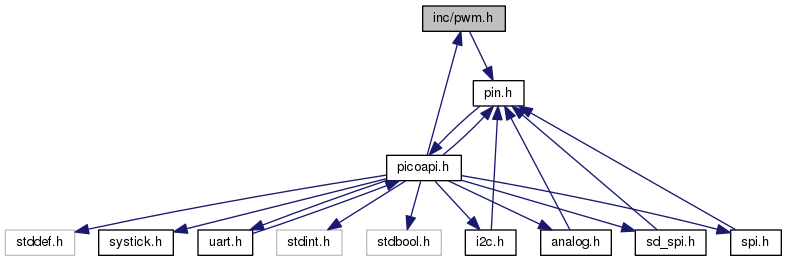 inc/pwm.h
pin.h
picoapi.h
stddef.h
systick.h
uart.h
stdint.h
stdbool.h
i2c.h
analog.h
sd_spi.h
spi.h